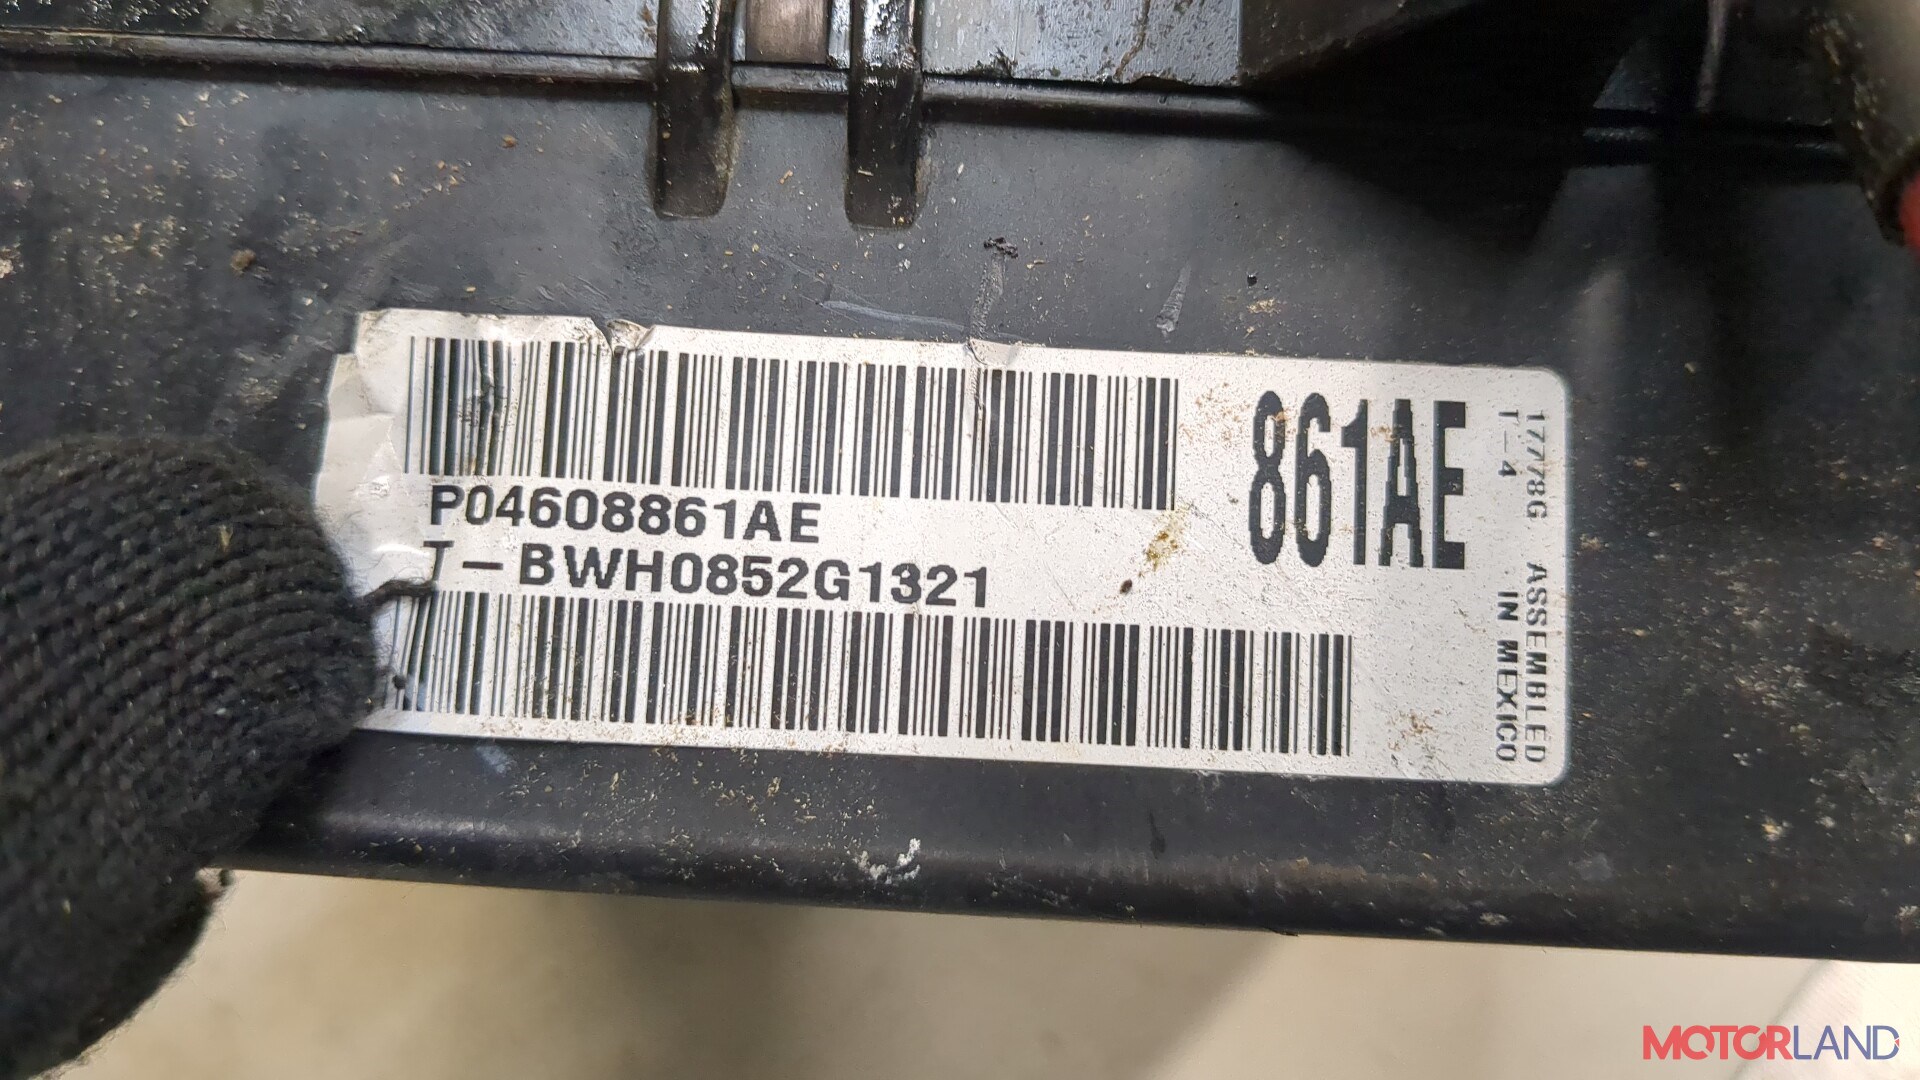 P04608861AE
T-BWH0852G1321
861AE
17778G ASSEMBLED
T-4 IN MEXICO
MOTORLAND